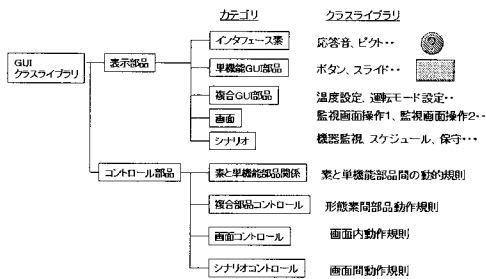 カテゴリ
クラスライブラリ
GUI
クラスライブラリ
表示部品
インタフェース素
応答音、ピクト・・
単機能GUI部品
ボタン、スライド・・
複合GUI部品
温度設定、運転モード設定・・
画面
監視画面操作1、監視画面操作2・・
シナリオ
機器監視、スケジュール、保守・・・
コントロール部品
素と単機能部品関係
素と単機能部品間の動的規則
複合部品コントロール
形態素間部品動作規則
画面コントロール
画面内動作規則
シナリオコントロール
画面間動作規則